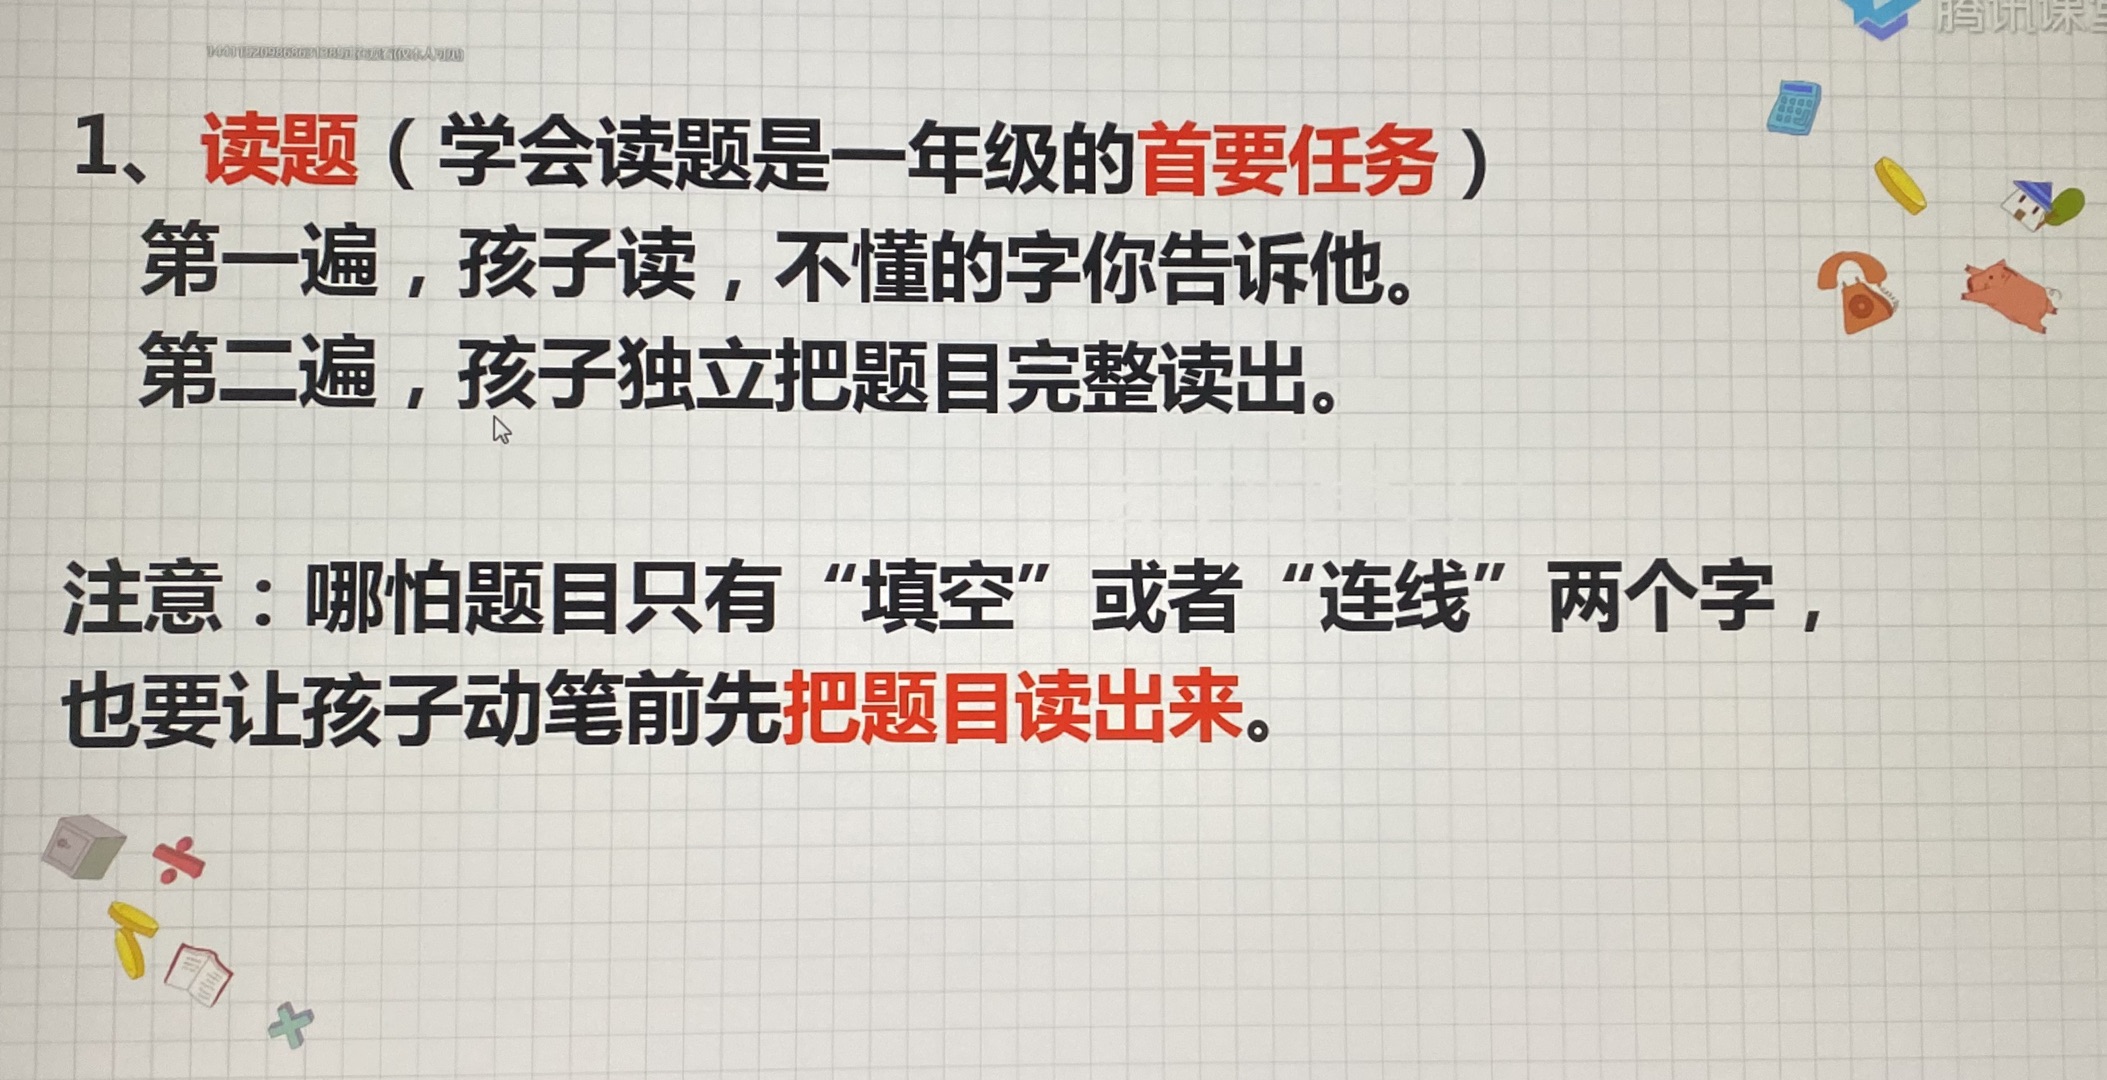 腾讯课堂
1、读题（学会读题是一年级的首要任务）
第一遍，孩子读，不懂的字你告诉他。
第二遍，孩子独立把题目完整读出。
注意：哪怕题目只有“填空”或者“连线”两个字，
也要让孩子动笔前先把题目读出来。